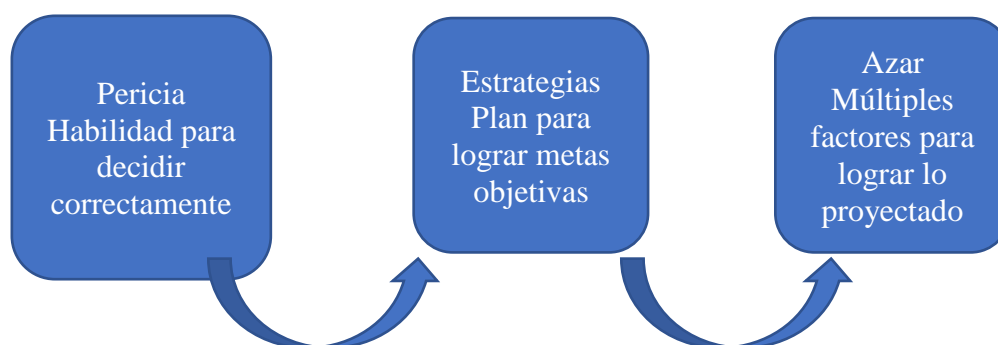 Pericia
Habilidad para
decidir
correctamente
Estrategias
Plan para
lograr metas
objetivas
Azar
Múltiples
factores para
lograr lo
proyectado